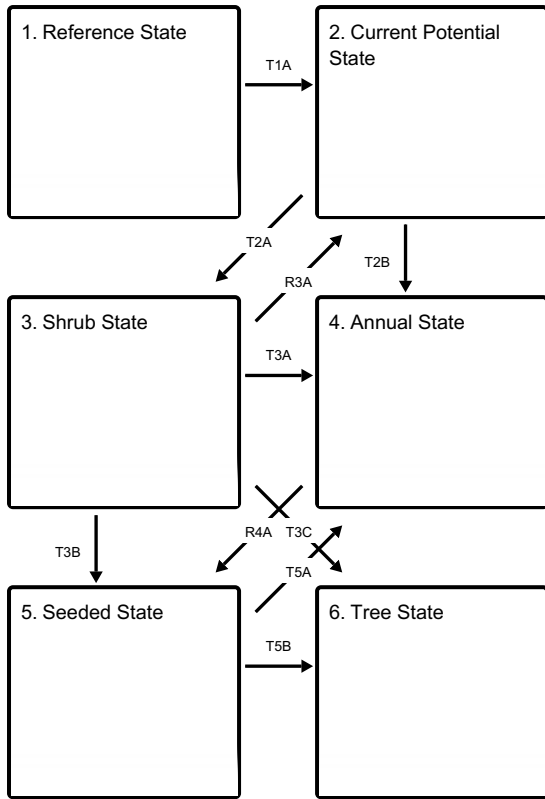 1. Reference State
2. Current Potential
State
T1A
T2A
R3A
T2B
3. Shrub State
4. Annual State
T3A
R4A
T3C
T3B
T5A
5. Seeded State
6. Tree State
T5B